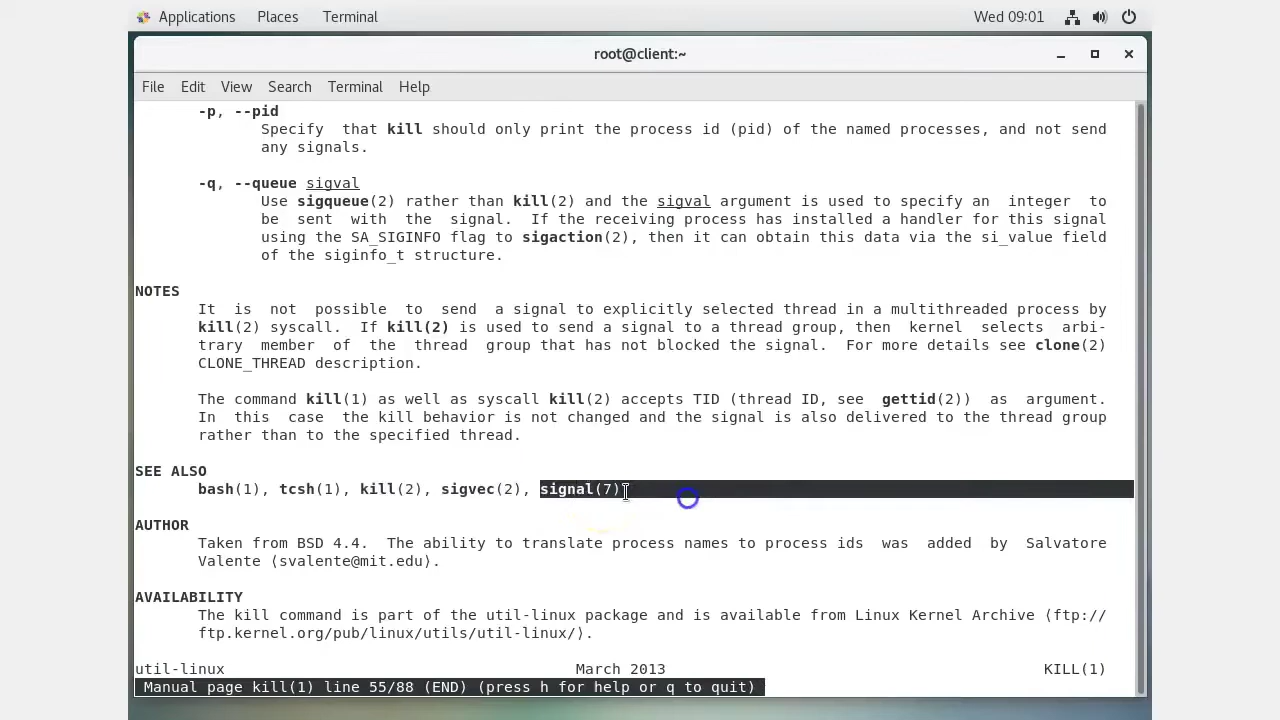 Applications Places Terminal Wed 09:01
root@client:~
File Edit View Search Terminal Help
-p, --pid
Specify that kill should only print the process id (pid) of the named processes, and not send
any signals.
-q, --queue sigval
Use sigqueue(2) rather than kill(2) and the sigval argument is used to specify an integer to
be sent with the signal. If the receiving process has installed a handler for this signal
using the SA_SIGINFO flag to sigaction(2), then it can obtain this data via the si_value field
of the siginfo_t structure.
NOTES
It is not possible to send a signal to explicitly selected thread in a multithreaded process by
kill(2) syscall. If kill(2) is used to send a signal to a thread group, then kernel selects arbi-
trary member of the thread group that has not blocked the signal. For more details see clone(2)
CLONE_THREAD description.
The command kill(1) as well as syscall kill(2) accepts TID (thread ID, see gettid(2)) as argument.
In this case the kill behavior is not changed and the signal is also delivered to the thread group
rather than to the specified thread.
SEE ALSO
bash(1), tcsh(1), kill(2), sigvec(2), signal(7)
AUTHOR
Taken from BSD 4.4. The ability to translate process names to process ids was added by Salvatore
Valente ⟨svalente@mit.edu⟩.
AVAILABILITY
The kill command is part of the util-linux package and is available from Linux Kernel Archive ⟨ftp://
ftp.kernel.org/pub/linux/utils/util-linux/⟩.
util-linux March 2013 KILL(1)
Manual page kill(1) line 55/88 (END) (press h for help or q to quit)